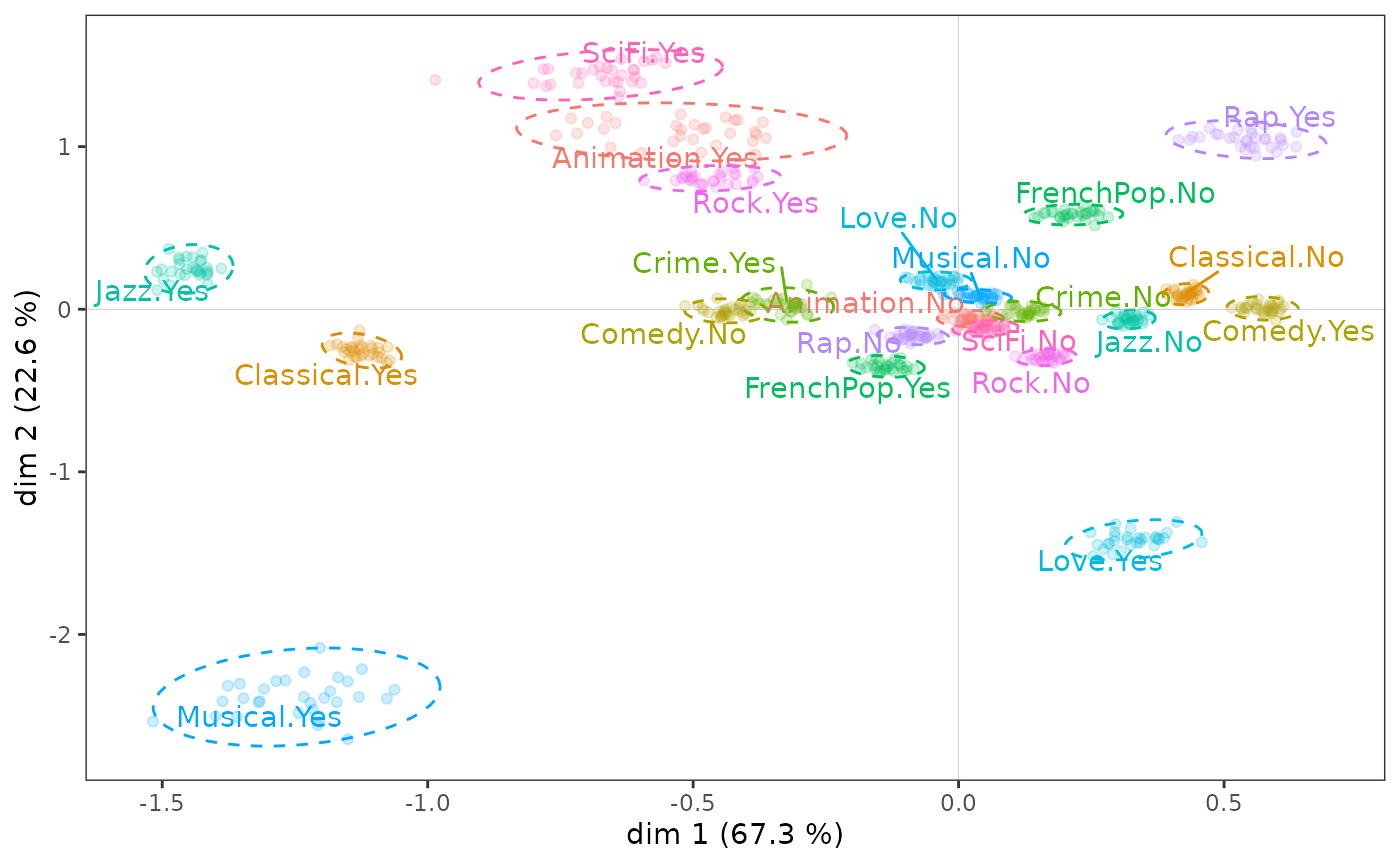 SciFi.Yes
Rap.Yes
Animation.Yes
Rock.Yes
FrenchPop.No
Love.No
Musical.No
Classical.No
Crime.Yes
Jazz.Yes
Animation.No
Crime.No
Comedy.No
Comedy.Yes
Rap.No
SciFi.No
Jazz.No
Classical.Yes
FrenchPop.Yes
Rock.No
Love.Yes
Musical.Yes
1
0
-1
-2
dim 2 (22.6 %)
-1.5
-1.0
-0.5
0.0
0.5
dim 1 (67.3 %)